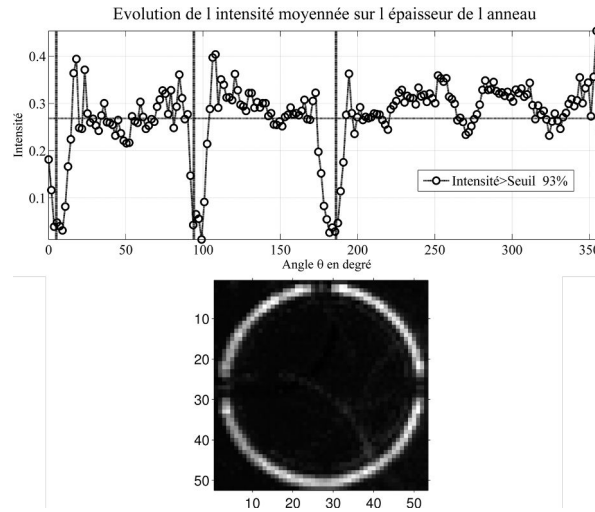 Evolution de l intensité moyennée sur l épaisseur de l anneau
0.4
0.3
0.2
0.1
Intensité
Intensité>Seuil 93%
0 50 100 150 200 250 300 350
Angle θ en degré
10
20
30
40
50
10 20 30 40 50